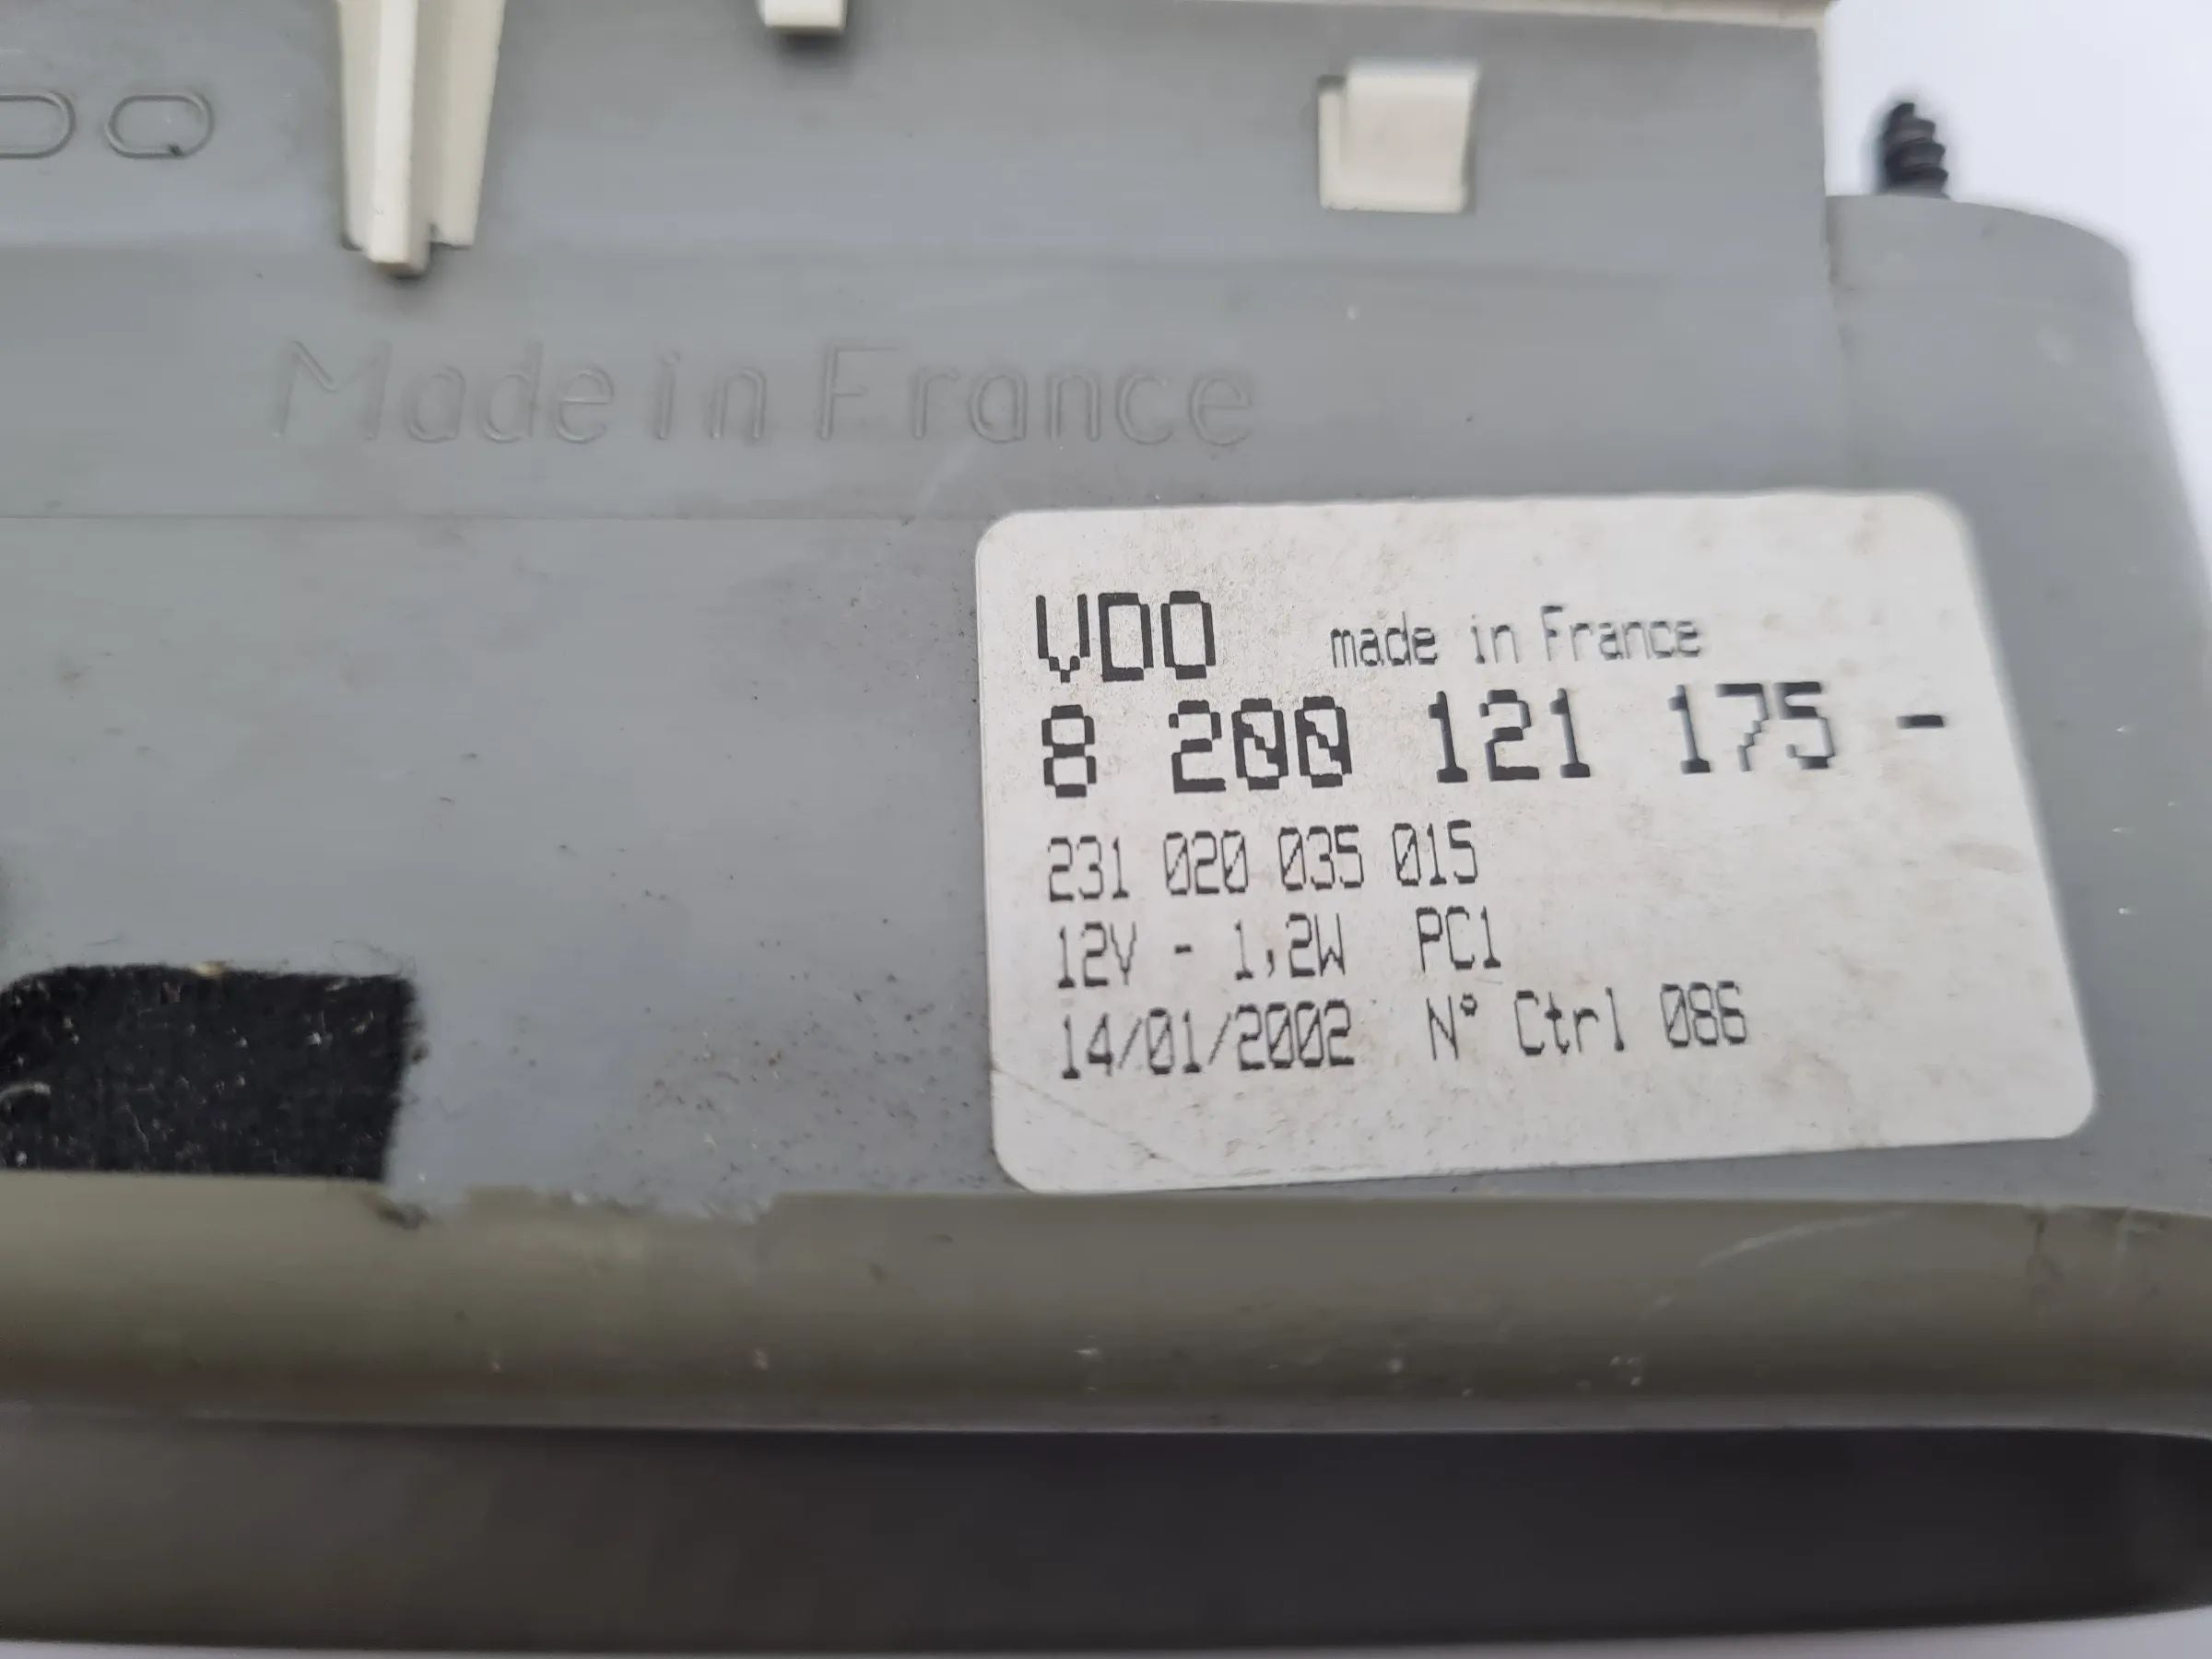 DO
Made in France
VDO made in France
8 200 121 175 -
231 020 035 015
12V - 1,2W PC1
14/01/2002 N° Ctrl 086